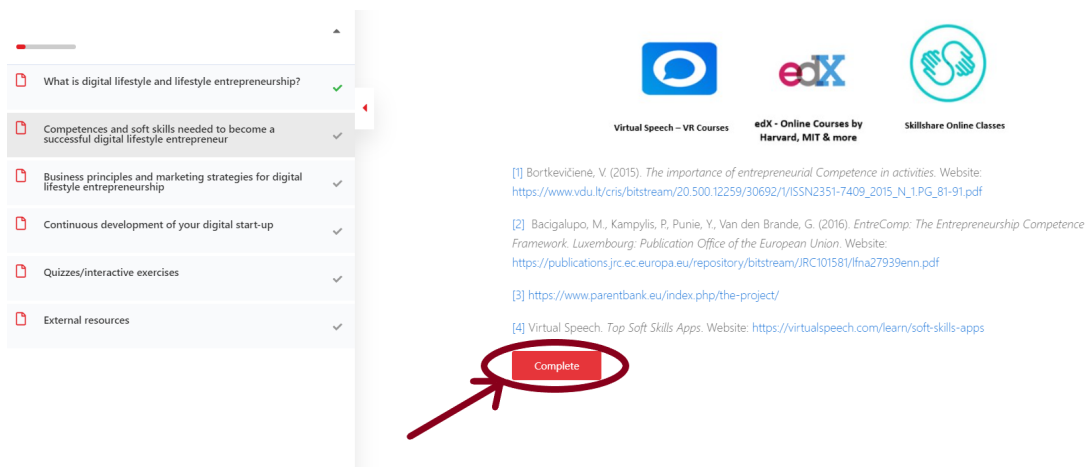 What is digital lifestyle and lifestyle entrepreneurship?
Competences and soft skills needed to become a
successful digital lifestyle entrepreneur
Business principles and marketing strategies for digital
lifestyle entrepreneurship
Continuous development of your digital start-up
Quizzes/interactive exercises
External resources
edX
Virtual Speech – VR Courses
edX - Online Courses by
Harvard, MIT & more
Skillshare Online Classes
[1] Bortkevičienė, V. (2015). The importance of entrepreneurial Competence in activities. Website:
https://www.vdu.lt/cris/bitstream/20.500.12259/30692/1/ISSN2351-7409_2015_N_1.PG_81-91.pdf
[2] Bacigalupo, M., Kampylis, P., Punie, Y., Van den Brande, G. (2016). EntreComp: The Entrepreneurship Competence
Framework. Luxembourg: Publication Office of the European Union. Website:
https://publications.jrc.ec.europa.eu/repository/bitstream/JRC101581/lfna27939enn.pdf
[3] https://www.parentbank.eu/index.php/the-project/
[4] Virtual Speech. Top Soft Skills Apps. Website: https://virtualspeech.com/learn/soft-skills-apps
Complete